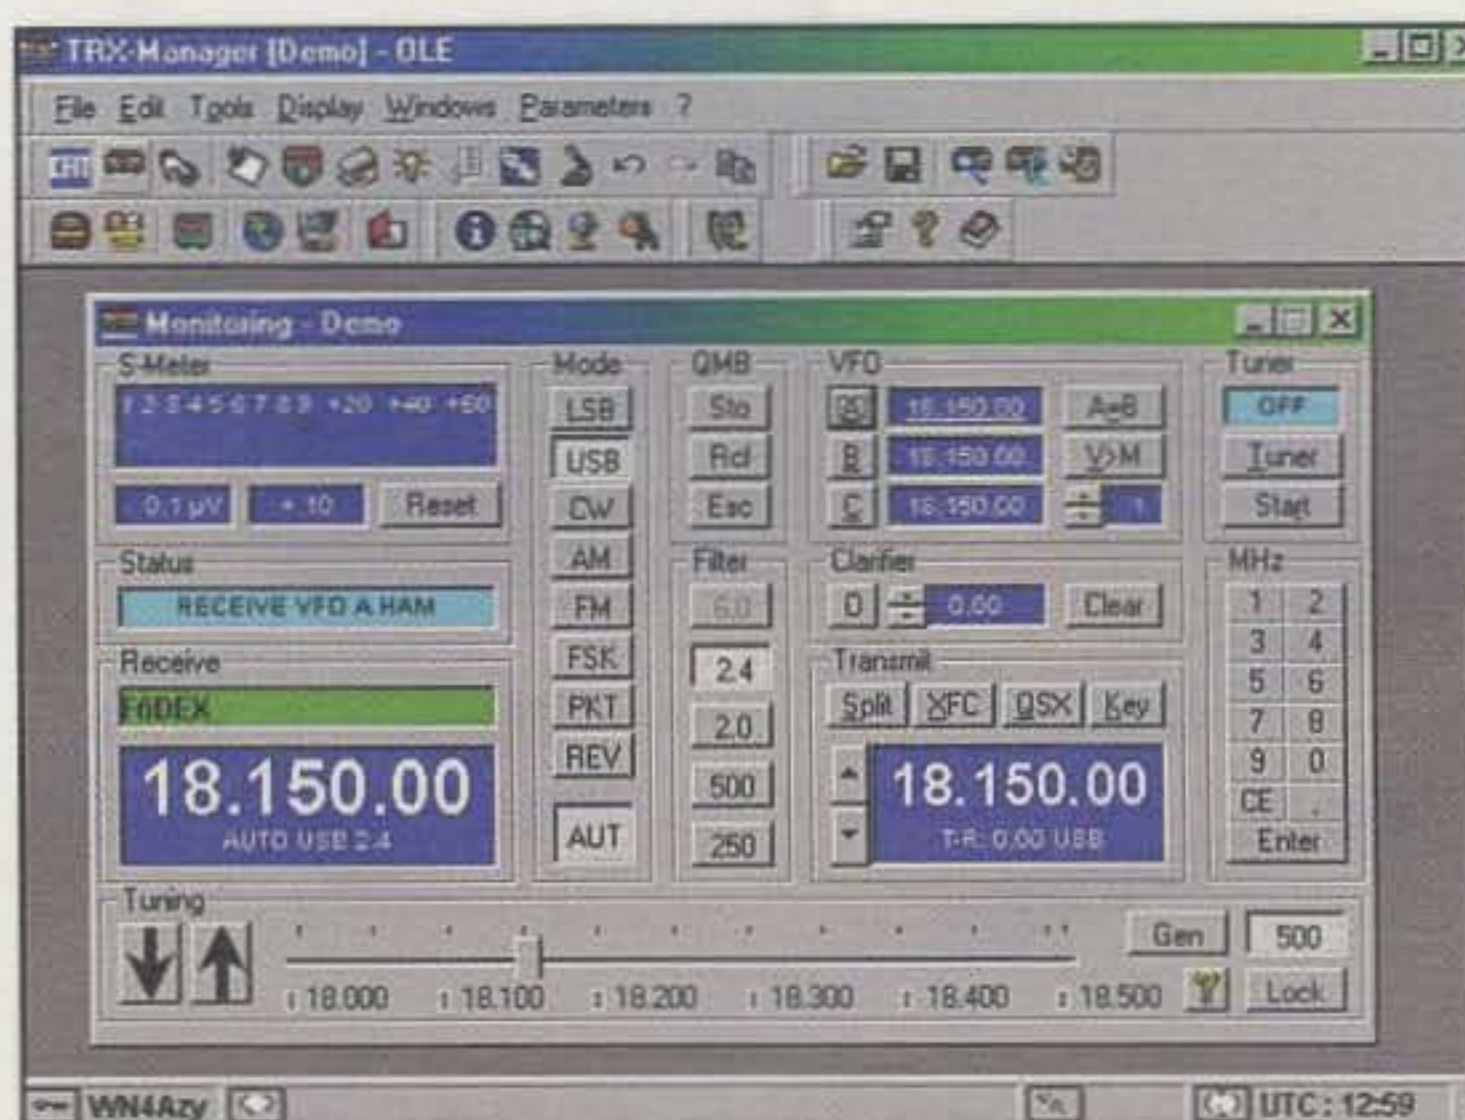 TRX-Manager [Demo] - OLE
File Edit Tools Display Windows Parameters ?
Monitoring - Demo
S-Meter
1 2 3 4 5 6 7 8 9 +20 +40 +60
0.1 µV + 10 Reset
Status
RECEIVE VFO A HAM
Receive
F6DEX
18.150.00
AUTO USB 2.4
Mode
LSB
USB
CW
AM
FM
FSK
PKT
REV
AUT
QMB
Sto
Rcl
Esc
Filter
6.0
2.4
2.0
500
250
VFO
A 18.150.00 A=B
B 18.150.00 V>M
C 18.150.00 1
Clarifier
0 0.00 Clear
Transmit
Split XFC QSX Key
18.150.00
T-R: 0.00 USB
Tuner
OFF
Tuner
Start
MHz
1 2
3 4
5 6
7 8
9 0
CE .
Enter
Tuning
Gen 500
: 18.000 : 18.100 : 18.200 : 18.300 : 18.400 : 18.500 Lock
WN4Azy UTC : 12:59